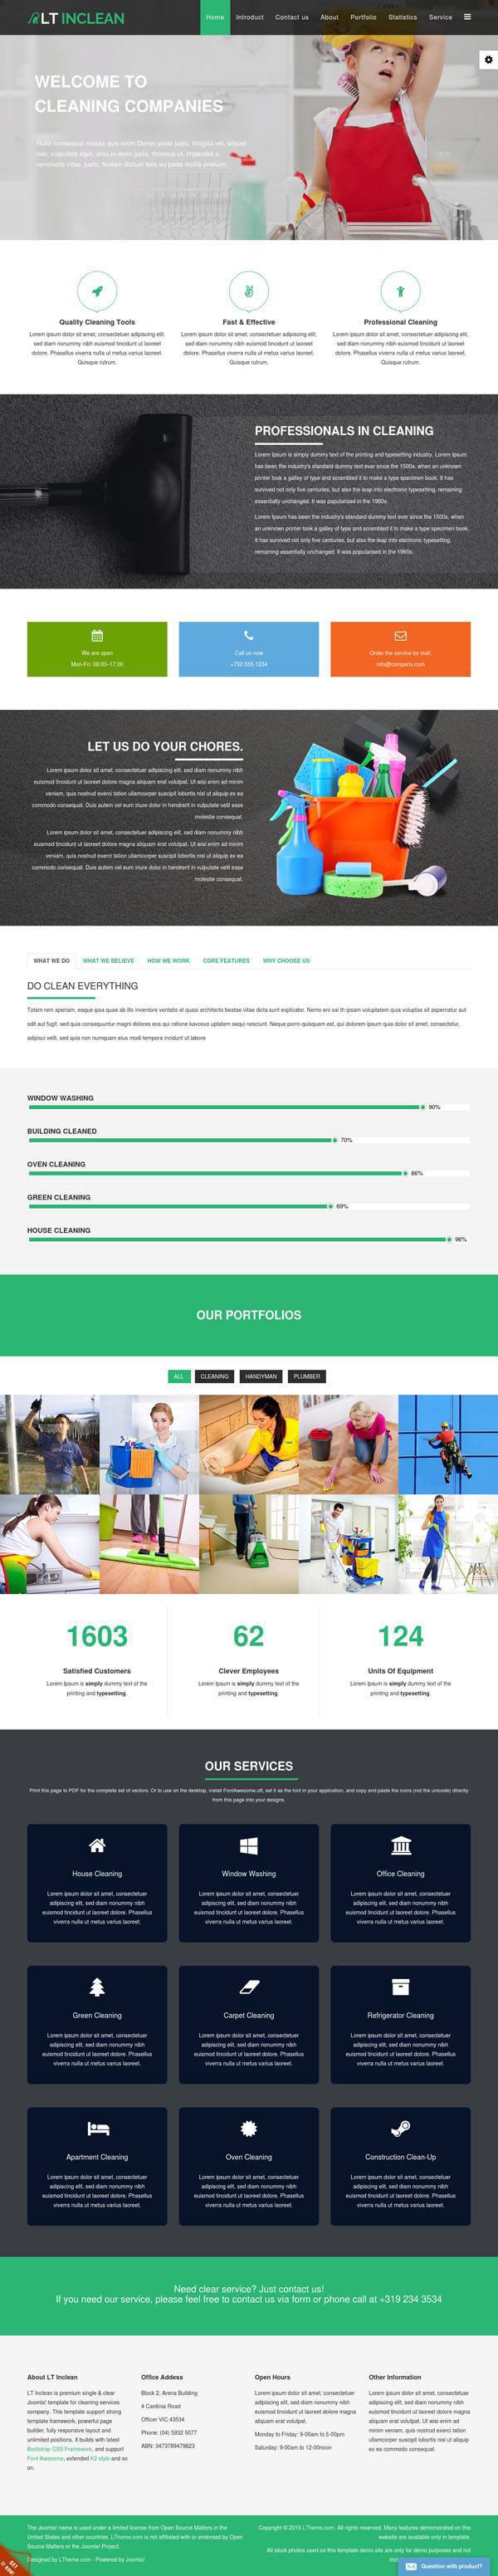 LT INCLEAN
Home Introduct Contact us About Portfolio Statistics Service
WELCOME TO
CLEANING COMPANIES
Nulla consequat massa quis enim.Donec pede justo, fringilla vel, aliquet
nec, vulputate eget, arcu.In enim justo, rhoncus ut, imperdiet a,
venenatis vitae, justo. Nullam dictum felis eu pede mollis pretium.
Quality Cleaning Tools
Lorem ipsum dolor sit amet, consectetuer adipiscing elit,
sed diam nonummy nibh euismod tincidunt ut laoreet
dolore. Phasellus viverra nulla ut metus varius laoreet.
Quisque rutrum.
Fast & Effective
Lorem ipsum dolor sit amet, consectetuer adipiscing elit,
sed diam nonummy nibh euismod tincidunt ut laoreet
dolore. Phasellus viverra nulla ut metus varius laoreet.
Quisque rutrum.
Professional Cleaning
Lorem ipsum dolor sit amet, consectetuer adipiscing elit,
sed diam nonummy nibh euismod tincidunt ut laoreet
dolore. Phasellus viverra nulla ut metus varius laoreet.
Quisque rutrum.
PROFESSIONALS IN CLEANING
Lorem Ipsum is simply dummy text of the printing and typesetting industry. Lorem Ipsum
has been the industry's standard dummy text ever since the 1500s, when an unknown
printer took a galley of type and scrambled it to make a type specimen book. It has
survived not only five centuries, but also the leap into electronic typesetting, remaining
essentially unchanged. It was popularised in the 1960s.
Lorem Ipsum has been the industry's standard dummy text ever since the 1500s, when
an unknown printer took a galley of type and scrambled it to make a type specimen book.
It has survived not only five centuries, but also the leap into electronic typesetting,
remaining essentially unchanged. It was popularised in the 1960s.
We are open
Mon-Fri: 08:00-17:00
Call us now
+732-555-1234
Order the service by mail:
info@company.com
LET US DO YOUR CHORES.
Lorem ipsum dolor sit amet, consectetuer adipiscing elit, sed diam nonummy nibh
euismod tincidunt ut laoreet dolore magna aliquam erat volutpat. Ut wisi enim ad minim
veniam, quis nostrud exerci tation ullamcorper suscipit lobortis nisl ut aliquip ex ea
commodo consequat. Duis autem vel eum iriure dolor in hendrerit in vulputate velit esse
molestie consequat.
Lorem ipsum dolor sit amet, consectetuer adipiscing elit, sed diam nonummy nibh
euismod tincidunt ut laoreet dolore magna aliquam erat volutpat. Ut wisi enim ad minim
veniam, quis nostrud exerci tation ullamcorper suscipit lobortis nisl ut aliquip ex ea
commodo consequat. Duis autem vel eum iriure dolor in hendrerit in vulputate velit esse
molestie consequat.
WHAT WE DO WHAT WE BELIEVE HOW WE WORK CORE FEATURES WHY CHOOSE US
DO CLEAN EVERYTHING
Totam rem aperiam, eaque ipsa quae ab illo inventore veritatis et quasi architecto beatae vitae dicta sunt explicabo. Nemo eni sai th ipsam voluptatem quia voluptas sit aspernatur aut
odit aut fugit, sed quia consequuntur magni dolores eos qui ratione kavosvo uptatem sequi nesciunt. Neque porro quisquam est, qui dolorem ipsum quia dolor sit amet, consectetur,
adipisci velit, sed quia non numquam eius modi tempora incidunt ut labore
WINDOW WASHING
90%
BUILDING CLEANED
70%
OVEN CLEANING
86%
GREEN CLEANING
69%
HOUSE CLEANING
96%
OUR PORTFOLIOS
ALL CLEANING HANDYMAN PLUMBER
1603
Satisfied Customers
Lorem Ipsum is simply dummy text of the
printing and typesetting.
62
Clever Employees
Lorem Ipsum is simply dummy text of the
printing and typesetting.
124
Units Of Equipment
Lorem Ipsum is simply dummy text of the
printing and typesetting.
OUR SERVICES
Print this page to PDF for the complete set of vectors. Or to use on the desktop, install FontAwesome.otf, set it as the font in your application, and copy and paste the icons (not the unicode) directly
from this page into your designs.
House Cleaning
Lorem ipsum dolor sit amet, consectetuer
adipiscing elit, sed diam nonummy nibh
euismod tincidunt ut laoreet dolore. Phasellus
viverra nulla ut metus varius laoreet.
Window Washing
Lorem ipsum dolor sit amet, consectetuer
adipiscing elit, sed diam nonummy nibh
euismod tincidunt ut laoreet dolore. Phasellus
viverra nulla ut metus varius laoreet.
Office Cleaning
Lorem ipsum dolor sit amet, consectetuer
adipiscing elit, sed diam nonummy nibh
euismod tincidunt ut laoreet dolore. Phasellus
viverra nulla ut metus varius laoreet.
Green Cleaning
Lorem ipsum dolor sit amet, consectetuer
adipiscing elit, sed diam nonummy nibh
euismod tincidunt ut laoreet dolore. Phasellus
viverra nulla ut metus varius laoreet.
Carpet Cleaning
Lorem ipsum dolor sit amet, consectetuer
adipiscing elit, sed diam nonummy nibh
euismod tincidunt ut laoreet dolore. Phasellus
viverra nulla ut metus varius laoreet.
Refrigerator Cleaning
Lorem ipsum dolor sit amet, consectetuer
adipiscing elit, sed diam nonummy nibh
euismod tincidunt ut laoreet dolore. Phasellus
viverra nulla ut metus varius laoreet.
Apartment Cleaning
Lorem ipsum dolor sit amet, consectetuer
adipiscing elit, sed diam nonummy nibh
euismod tincidunt ut laoreet dolore. Phasellus
viverra nulla ut metus varius laoreet.
Oven Cleaning
Lorem ipsum dolor sit amet, consectetuer
adipiscing elit, sed diam nonummy nibh
euismod tincidunt ut laoreet dolore. Phasellus
viverra nulla ut metus varius laoreet.
Construction Clean-Up
Lorem ipsum dolor sit amet, consectetuer
adipiscing elit, sed diam nonummy nibh
euismod tincidunt ut laoreet dolore. Phasellus
viverra nulla ut metus varius laoreet.
Need clear service? Just contact us!
If you need our service, please feel free to contact us via form or phone call at +319 234 3534
About LT Inclean
LT Inclean is premium single & clear
Joomla! template for cleaning services
company. This template support strong
template framework, powerful page
builder, fully responsive layout and
unlimited positions. It builds with latest
Bootstrap CSS Framework, and support
Font Awesome, extended K2 style and so
on.
Office Addess
Block 2, Arena Building
# Cardinia Road
Officer VIC 43534
Phone: (04) 5932 5077
ABN: 3473789479823
Open Hours
Lorem ipsum dolor sit amet, consectetuer
adipiscing elit, sed diam nonummy nibh
euismod tincidunt ut laoreet dolore magna
aliquam erat volutpat.
Monday to Friday: 9-00am to 5-00pm
Saturday: 9-00am to 12-00noon
Other Information
Lorem ipsum dolor sit amet, consectetuer
adipiscing elit, sed diam nonummy nibh
euismod tincidunt ut laoreet dolore magna
aliquam erat volutpat. Ut wisi enim ad
minim veniam, quis nostrud exerci tation
ullamcorper suscipit lobortis nisl ut aliquip
ex ea commodo consequat.
The Joomla! name is used under a limited license from Open Source Matters in the
United States and other countries. LTheme.com is not affiliated with or endorsed by Open
Source Matters or the Joomla! Project.
Designed by LTheme.com - Powered by Joomla!
Copyright © 2015 LTheme.com. All rights reserved. Many features demonstrated on this
website are available only in template.
All stock photos used on this template demo site are only for demo purposes and not
Question with product?